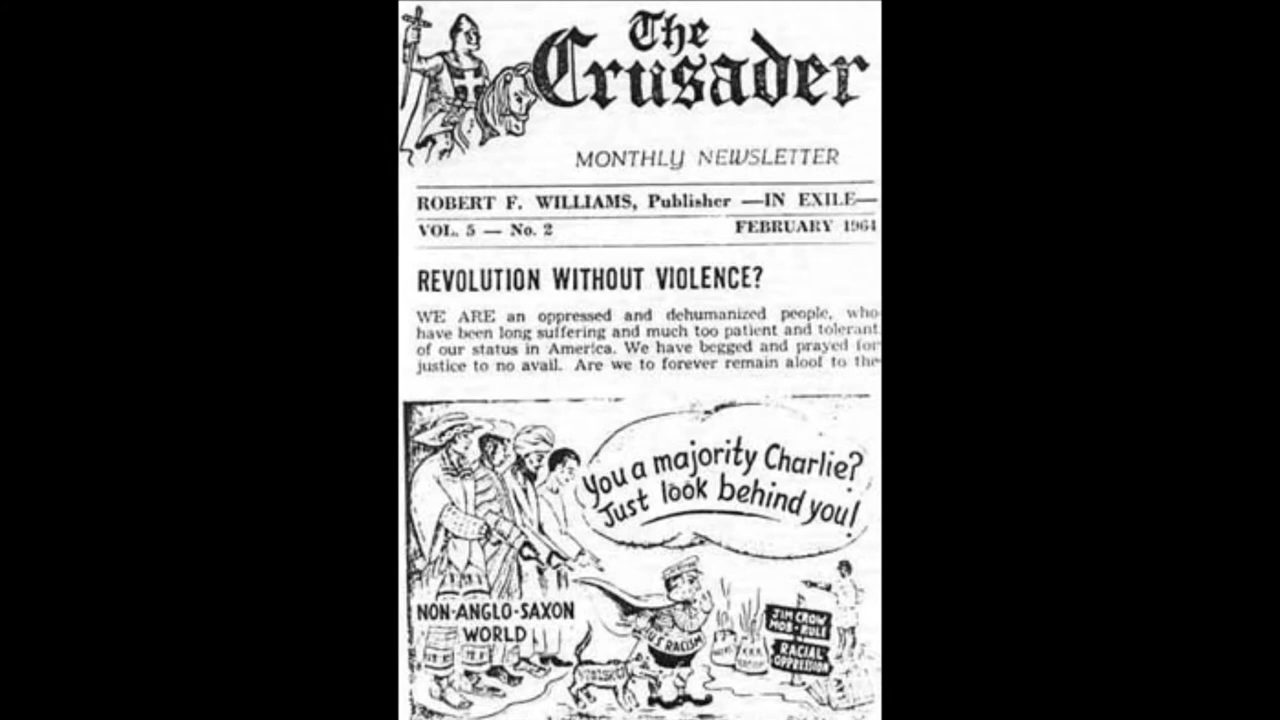 The
Crusader
MONTHLY NEWSLETTER
ROBERT F. WILLIAMS, Publisher —IN EXILE—
VOL. 5 — No. 2 FEBRUARY 1964
REVOLUTION WITHOUT VIOLENCE?
WE ARE an oppressed and dehumanized people, who
have been long suffering and much too patient and tolerant
of our status in America. We have begged and prayed for
justice to no avail. Are we to forever remain aloof to the
You a majority Charlie?
Just look behind you!
NON-ANGLO-SAXON
WORLD
U.S RACISM
JIM CROW
MOB-RULE
RACIAL
OPPRESSION